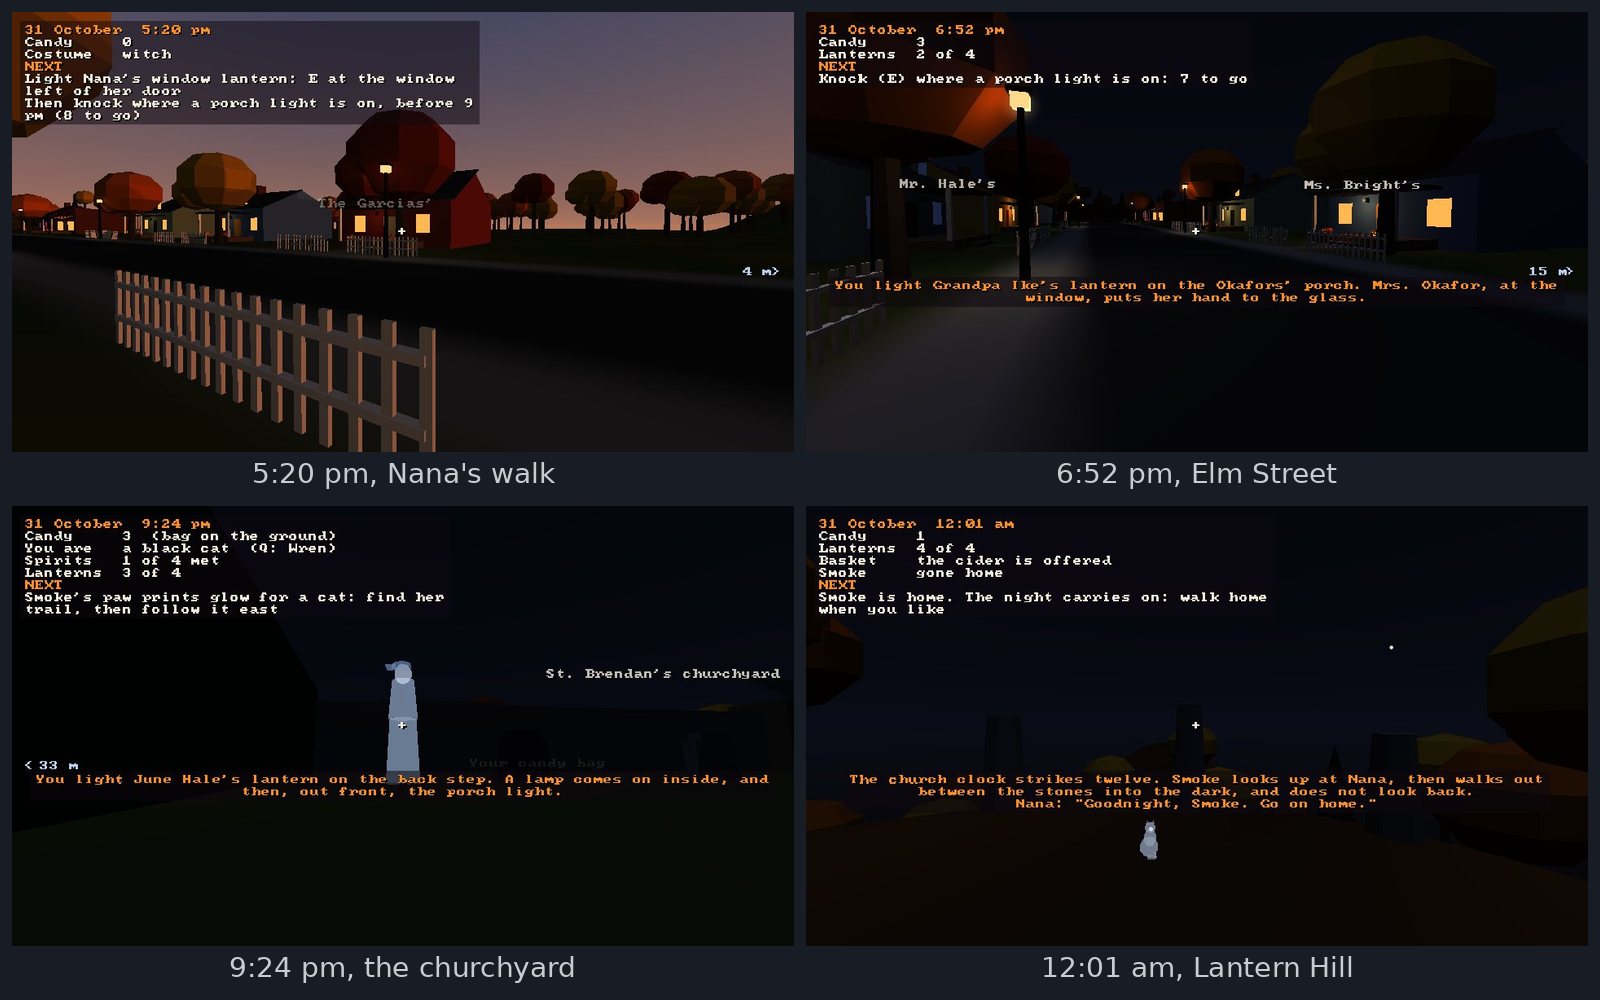 31 October  5:20 pm
Candy     0
Costume   witch
NEXT
Light Nana's window lantern: E at the window
left of her door
Then knock where a porch light is on, before 9
pm (8 to go)
The Garcias'
4 m>
5:20 pm, Nana's walk
31 October  6:52 pm
Candy     3
Lanterns  2 of 4
NEXT
Knock (E) where a porch light is on: 7 to go
Mr. Hale's
Ms. Bright's
15 m>
You light Grandpa Ike's lantern on the Okafors' porch. Mrs. Okafor, at the
window, puts her hand to the glass.
6:52 pm, Elm Street
31 October  9:24 pm
Candy     3  (bag on the ground)
You are   a black cat  (Q: Wren)
Spirits   1 of 4 met
Lanterns  3 of 4
NEXT
Smoke's paw prints glow for a cat: find her
trail, then follow it east
St. Brendan's churchyard
Your candy bag
< 33 m
You light June Hale's lantern on the back step. A lamp comes on inside, and
then, out front, the porch light.
9:24 pm, the churchyard
31 October  12:01 am
Candy     1
Lanterns  4 of 4
Basket    the cider is offered
Smoke     gone home
NEXT
Smoke is home. The night carries on: walk home
when you like
The church clock strikes twelve. Smoke looks up at Nana, then walks out
between the stones into the dark, and does not look back.
Nana: "Goodnight, Smoke. Go on home."
12:01 am, Lantern Hill